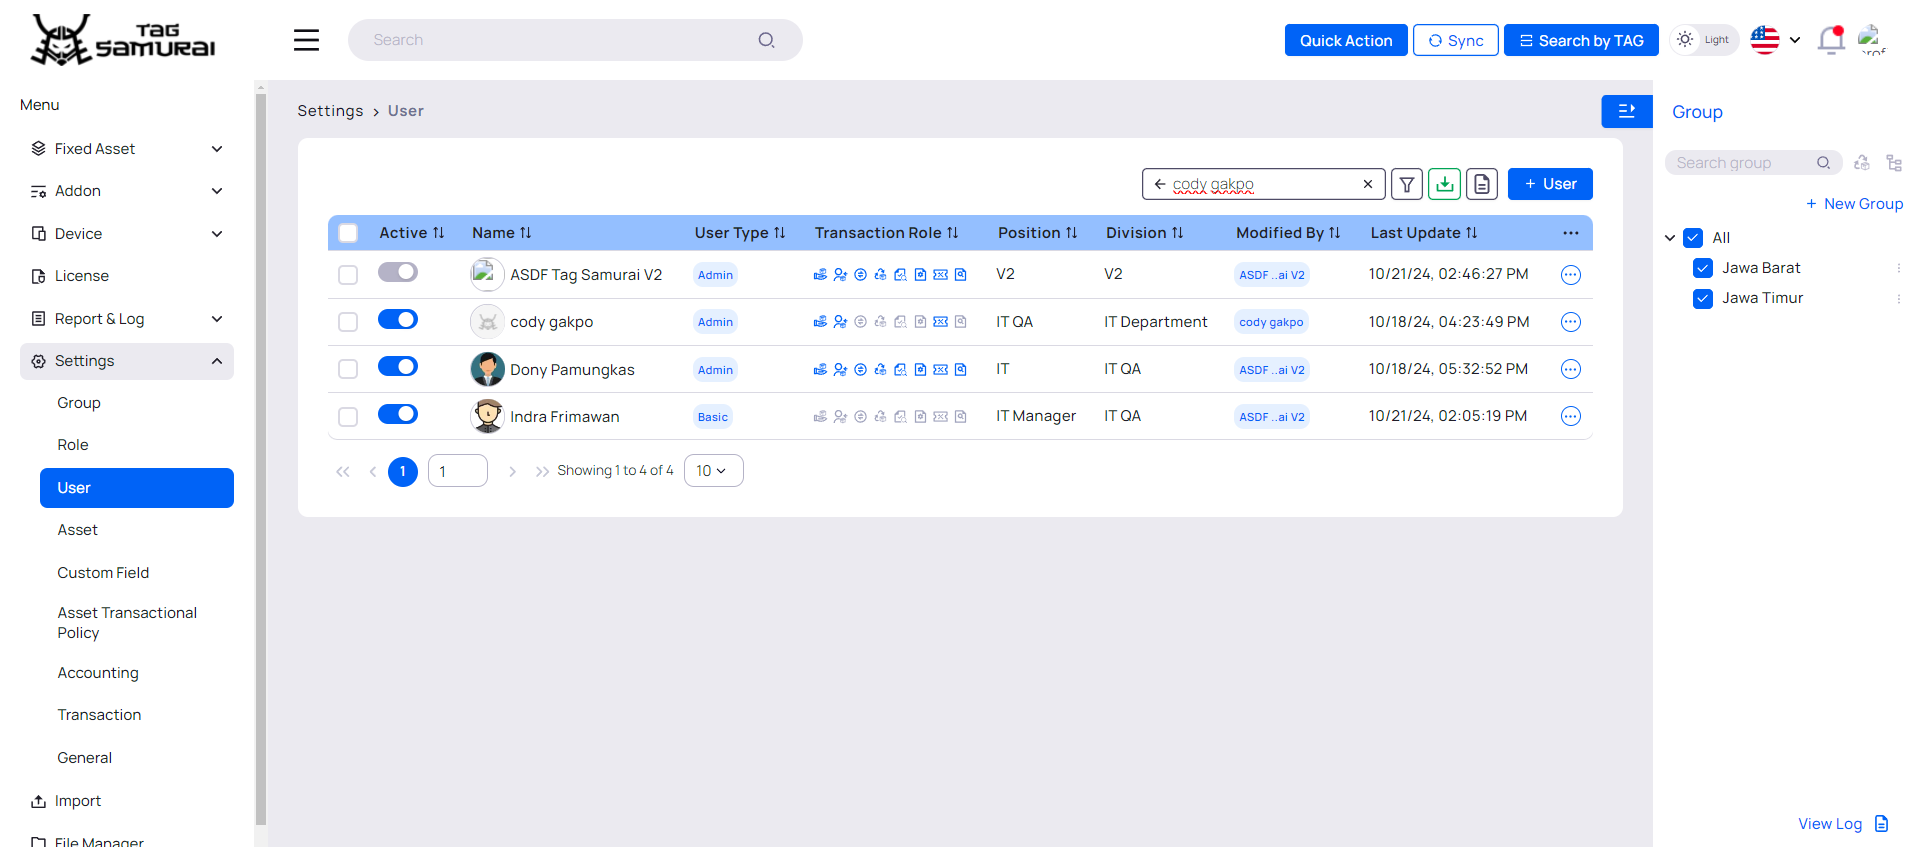 TAG
SAMURAI
Search
Quick Action
Sync
Search by TAG
Light
prof
Menu
Fixed Asset
Addon
Device
License
Report & Log
Settings
Group
Role
User
Asset
Custom Field
Asset Transactional
Policy
Accounting
Transaction
General
Import
File Manager
Settings > User
cody gakpo
+ User
Active Name User Type Transaction Role Position Division Modified By Last Update
ASDF Tag Samurai V2 Admin V2 V2 ASDF ..ai V2 10/21/24, 02:46:27 PM
cody gakpo Admin IT QA IT Department cody gakpo 10/18/24, 04:23:49 PM
Dony Pamungkas Admin IT IT QA ASDF ..ai V2 10/18/24, 05:32:52 PM
Indra Frimawan Basic IT Manager IT QA ASDF ..ai V2 10/21/24, 02:05:19 PM
1 1 Showing 1 to 4 of 4 10
Group
Search group
+ New Group
All
Jawa Barat
Jawa Timur
View Log